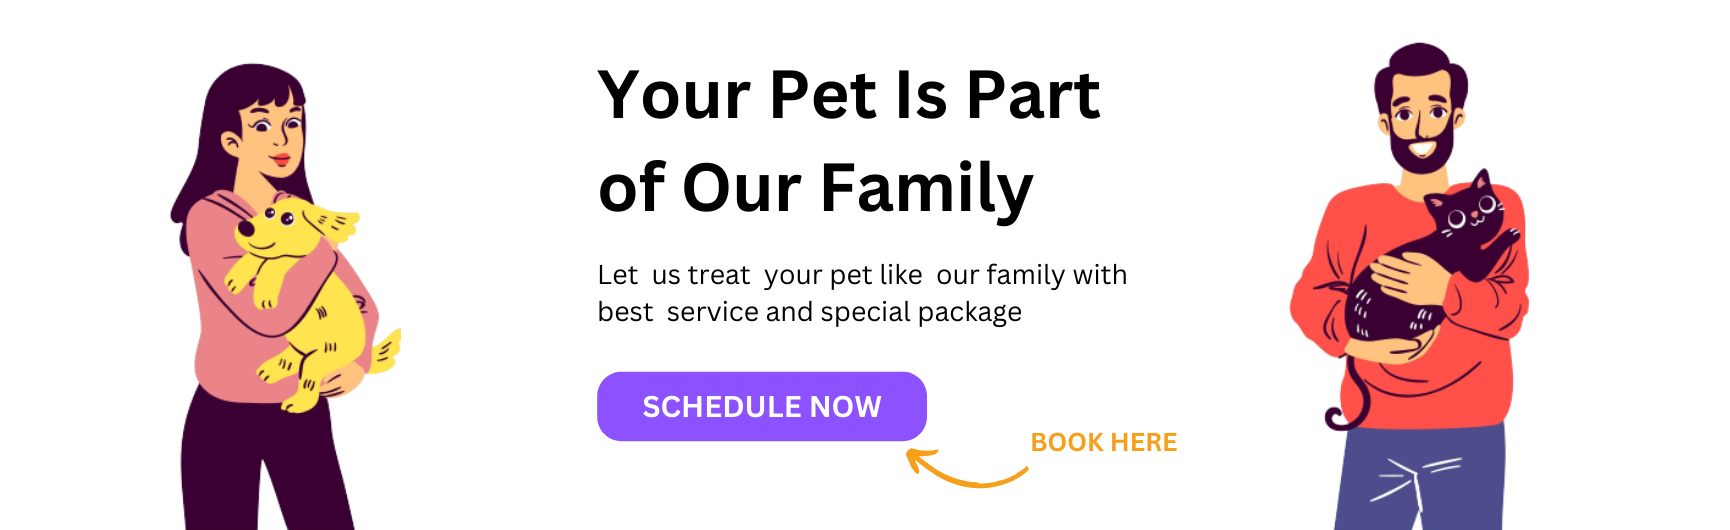 Your Pet Is Part
of Our Family
Let us treat your pet like our family with
best service and special package
SCHEDULE NOW
BOOK HERE